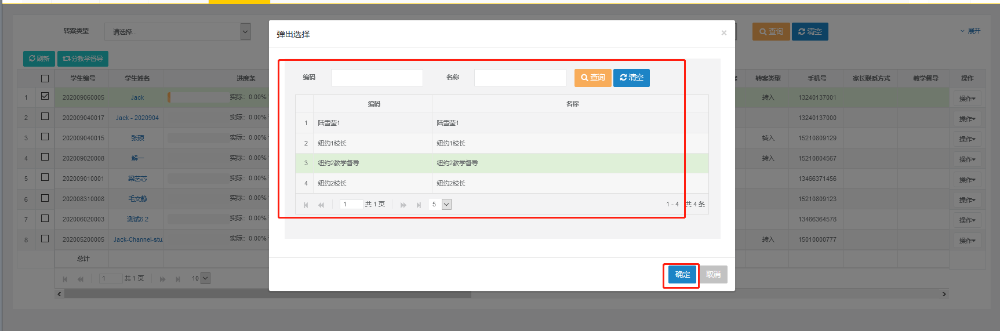 转案类型 请选择... 查询 清空 展开
刷新 分教学督导
学生编号 学生姓名 进度条 转案类型 手机号 家长联系方式 教学督导 操作
1 202009060005 Jack 实际：0.00% 转入 13240137001 操作
2 202009040017 Jack - 2020904 实际：0.00% 13240137000 操作
3 202009040015 张硕 实际：0.00% 转入 15210809129 操作
4 202009020008 解一 实际：0.00% 转入 15210804567 操作
5 202009010001 梁艺芯 实际：0.00% 13466371456 操作
6 202008310008 毛文静 实际：0.00% 15210809123 操作
7 202006020003 测试6.2 实际：0.00% 13466364578 操作
8 202005200005 Jack-Channel-stu 实际：0.00% 转入 15010000777 操作
总计
1 共 1 页 10
弹出选择 ×
编码 名称 查询 清空
编码 名称
1 陆雪莹1 陆雪莹1
2 纽约1校长 纽约1校长
3 纽约2教学督导 纽约2教学督导
4 纽约2校长 纽约2校长
1 共 1 页 5 1 - 4 共 4 条
确定 取消